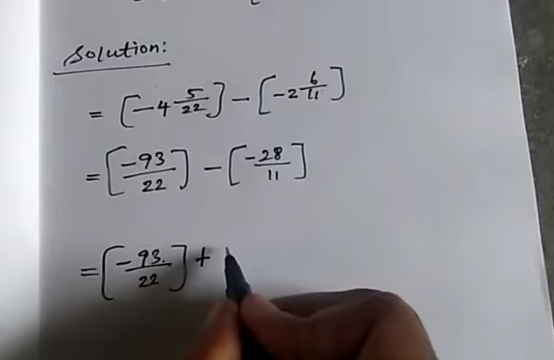 Solution:
= [-4 5/22] - [-2 6/11]
= [-93/22] - [-28/11]
= [-93/22] +